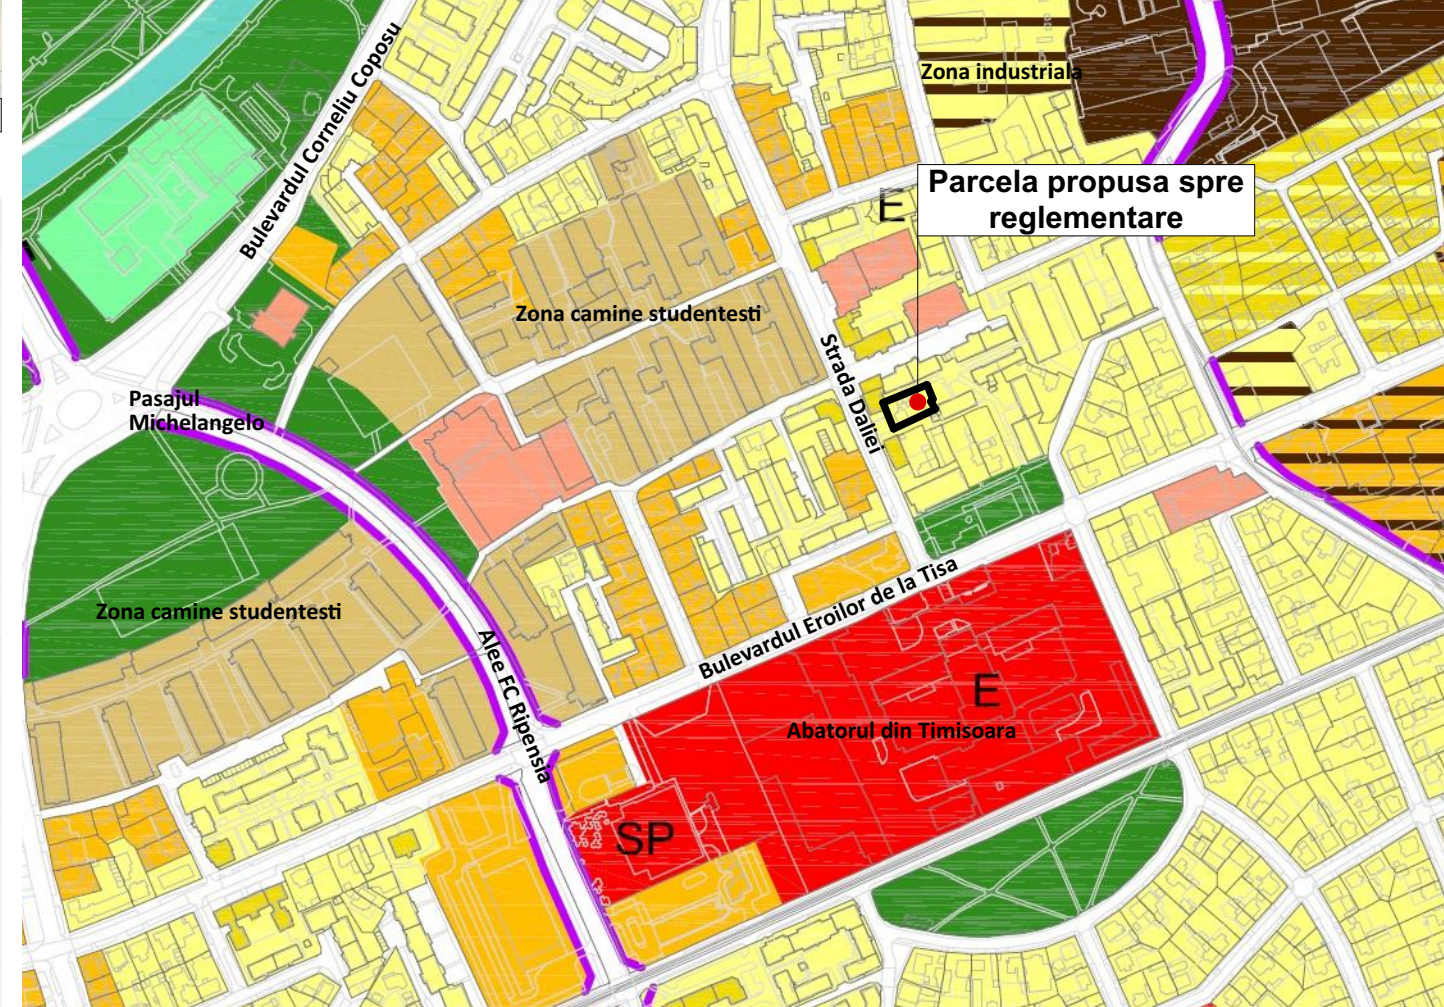 Bulevardul Corneliu Coposu
Zona industriala
Parcela propusa spre
reglementare
E
Zona camine studentesti
Strada Daliei
Pasajul
Michelangelo
Zona camine studentesti
Alee FC Ripensia
Bulevardul Eroilor de la Tisa
E
Abatorul din Timisoara
SP